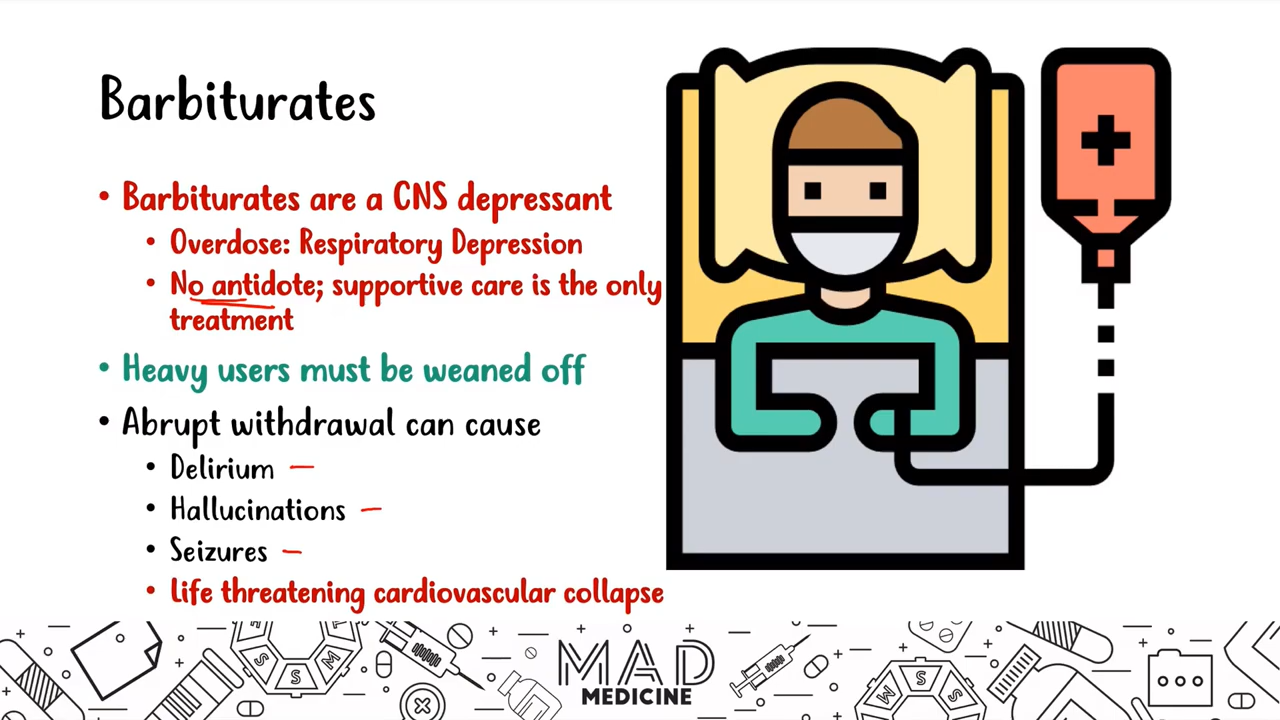 Barbiturates
• Barbiturates are a CNS depressant
• Overdose: Respiratory Depression
• No antidote; supportive care is the only
treatment
• Heavy users must be weaned off
• Abrupt withdrawal can cause
• Delirium
• Hallucinations
• Seizures
• Life threatening cardiovascular collapse
S S M
M S S
MAD
MEDICINE